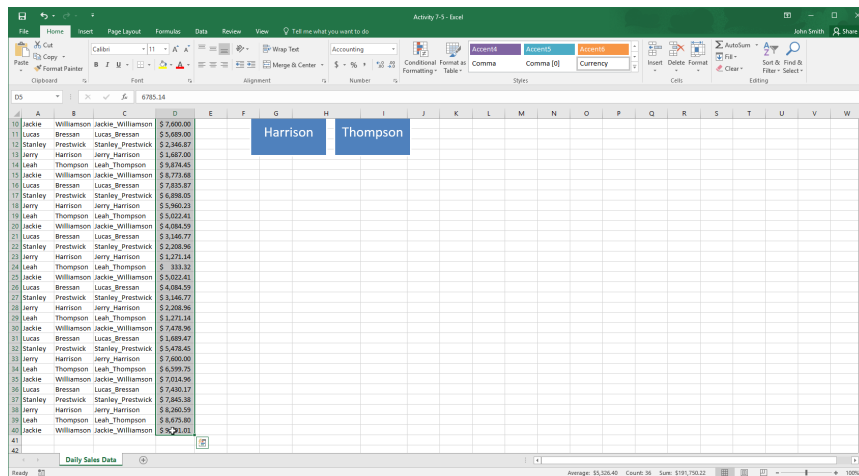 Activity 7-5 - Excel
File Home Insert Page Layout Formulas Data Review View Tell me what you want to do John Smith Share
Cut
Copy
Format Painter
Paste
Calibri 11
B I U
Wrap Text
Merge & Center
Accounting
$ % ,
Conditional Formatting
Format as Table
Accent4 Accent5 Accent6
Comma Comma [0] Currency
Insert Delete Format
AutoSum
Fill
Clear
Sort & Filter
Find & Select
Clipboard Font Alignment Number Styles Cells Editing
D5 fx 6785.14
A B C D E F G H I J K L M N O P Q R S T U V W
10 Jackie Williamson Jackie_Williamson $ 7,600.00
11 Lucas Bressan Lucas_Bressan $ 5,689.00
12 Stanley Prestwick Stanley_Prestwick $ 2,346.87
13 Jerry Harrison Jerry_Harrison $ 1,687.00
14 Leah Thompson Leah_Thompson $ 9,874.45
15 Jackie Williamson Jackie_Williamson $ 8,773.68
16 Lucas Bressan Lucas_Bressan $ 7,835.87
17 Stanley Prestwick Stanley_Prestwick $ 6,898.05
18 Jerry Harrison Jerry_Harrison $ 5,960.23
19 Leah Thompson Leah_Thompson $ 5,022.41
20 Jackie Williamson Jackie_Williamson $ 4,084.59
21 Lucas Bressan Lucas_Bressan $ 3,146.77
22 Stanley Prestwick Stanley_Prestwick $ 2,208.96
23 Jerry Harrison Jerry_Harrison $ 1,271.14
24 Leah Thompson Leah_Thompson $ 333.32
25 Jackie Williamson Jackie_Williamson $ 5,022.41
26 Lucas Bressan Lucas_Bressan $ 4,084.59
27 Stanley Prestwick Stanley_Prestwick $ 3,146.77
28 Jerry Harrison Jerry_Harrison $ 2,208.96
29 Leah Thompson Leah_Thompson $ 1,271.14
30 Jackie Williamson Jackie_Williamson $ 7,478.96
31 Lucas Bressan Lucas_Bressan $ 1,689.47
32 Stanley Prestwick Stanley_Prestwick $ 5,478.45
33 Jerry Harrison Jerry_Harrison $ 7,600.00
34 Leah Thompson Leah_Thompson $ 6,599.75
35 Jackie Williamson Jackie_Williamson $ 7,014.96
36 Lucas Bressan Lucas_Bressan $ 7,430.17
37 Stanley Prestwick Stanley_Prestwick $ 7,845.38
38 Jerry Harrison Jerry_Harrison $ 8,260.59
39 Leah Thompson Leah_Thompson $ 8,675.80
40 Jackie Williamson Jackie_Williamson
41
42
Harrison Thompson
Daily Sales Data
Ready Average: $5,326.40 Count: 36 Sum: $191,750.22 100%